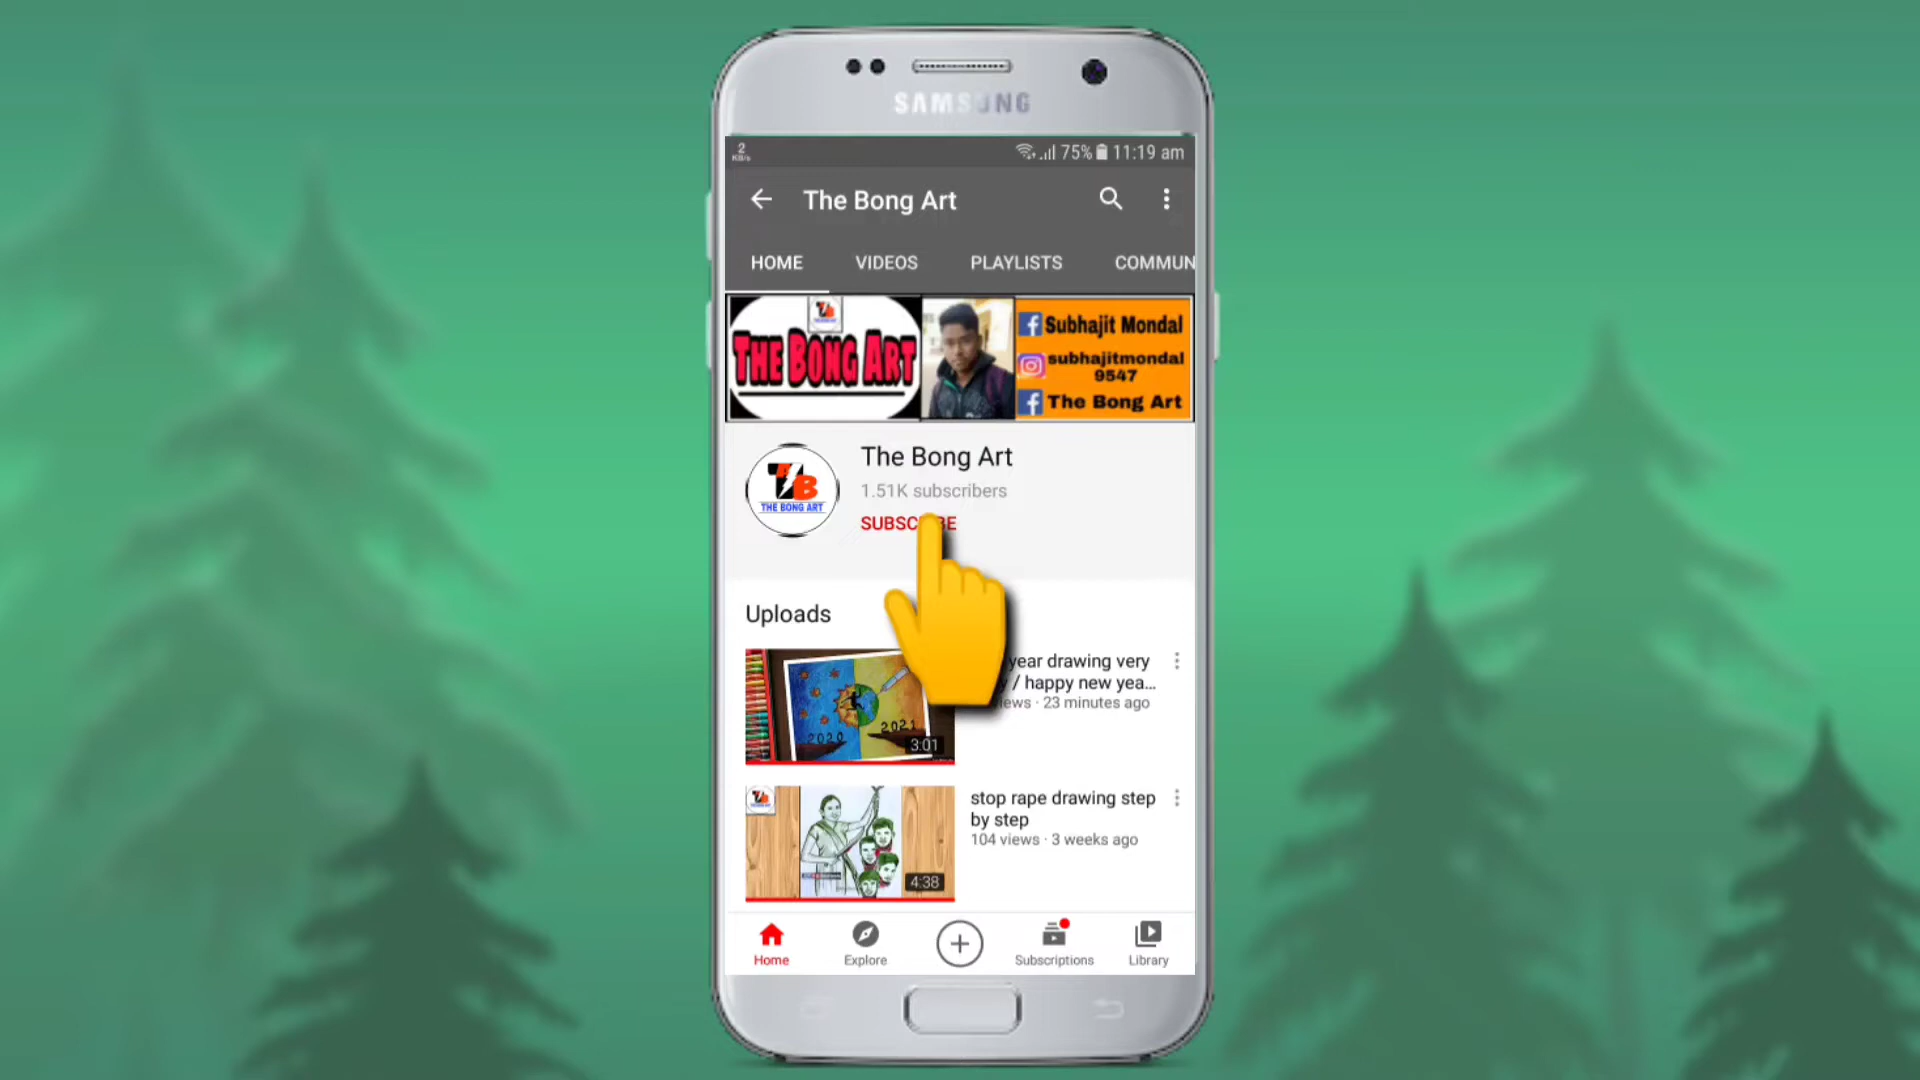 SAMSUNG
2
KB/s
75% 11:19 am
The Bong Art
HOME VIDEOS PLAYLISTS COMMUN
THE BONG ART
Subhajit Mondal
subhajitmondal
9547
The Bong Art
TB
THE BONG ART
The Bong Art
1.51K subscribers
Uploads
year drawing very
/ happy new yea...
23 minutes ago
2020
2021
3:01
stop rape drawing step
by step
104 views · 3 weeks ago
4:38
Home
Explore
Subscriptions
Library